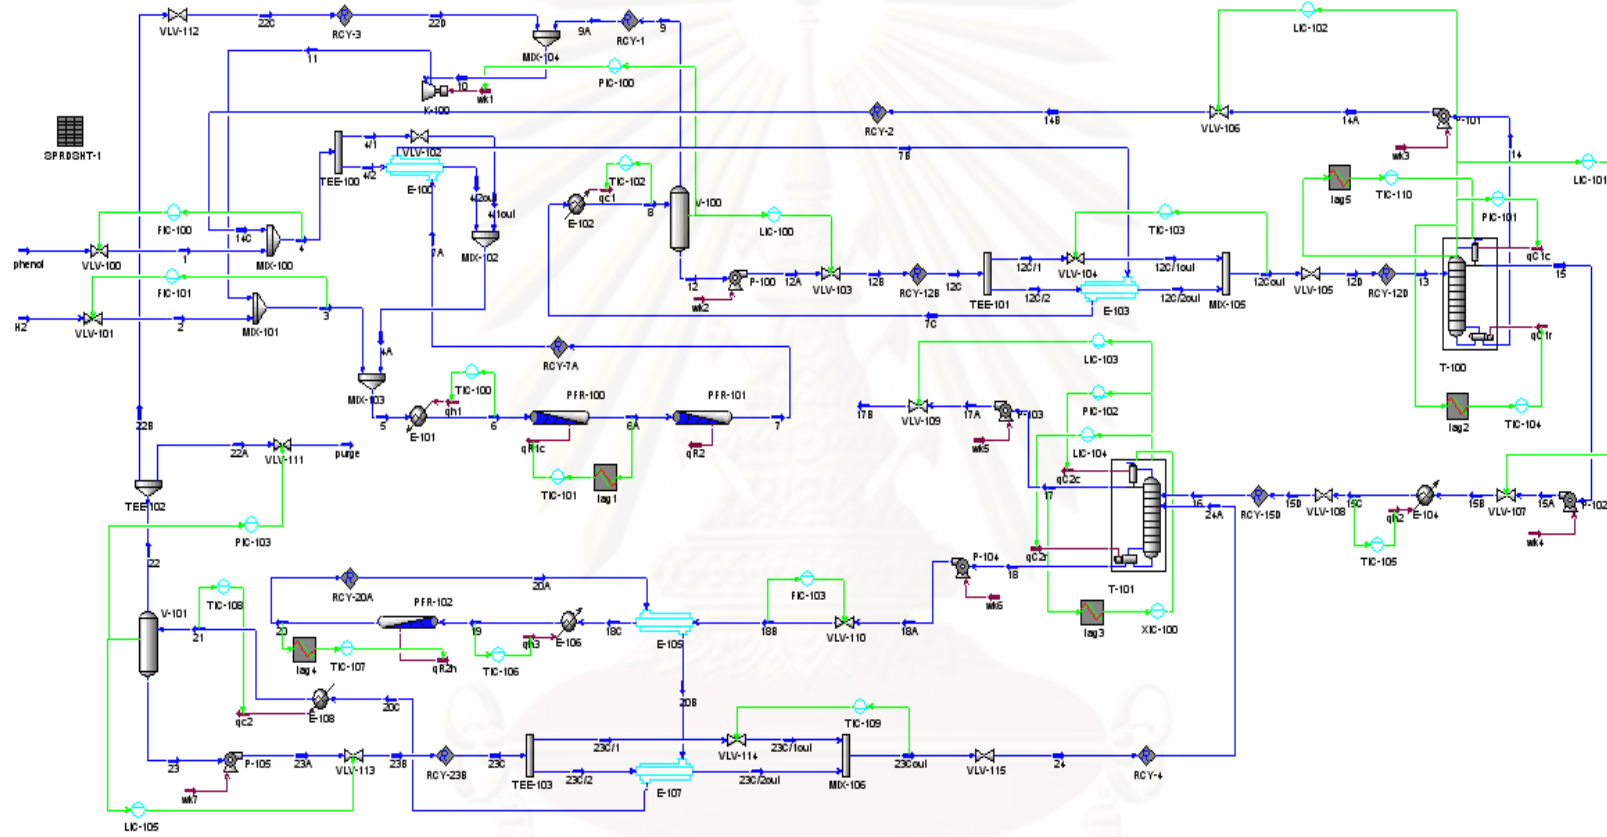 VLV-112
22C
RCY-3
22D
9A
RCY-1
9
MIX-104
11
10
K-100
wk1
PIC-100
LIC-102
SPRDSHT-1
RCY-2
14B
VLV-106
14A
P-101
wk3
14
4/1
VLV-102
TEE-100
4/2
E-100
7B
TIC-102
qc1
E-102
8
V-100
LIC-100
lag5
TIC-110
LIC-101
PIC-101
FIC-100
14C
4
phenol
VLV-100
1
MIX-100
7A
4/2out
4/1out
MIX-102
TIC-103
12C/1
VLV-104
12C/1out
qC1c
15
FIC-101
H2
VLV-101
2
MIX-101
3
12
P-100
wk2
12A
VLV-103
12B
RCY-12B
12C
TEE-101
12C/2
E-103
12C/2out
MIX-105
12Cout
VLV-105
12D
RCY-12D
13
7C
qC1r
T-100
4A
RCY-7A
LIC-103
MIX-103
TIC-100
qh1
5
E-101
6
PFR-100
6A
PFR-101
7
qR1c
qR2
TIC-101
lag1
17B
VLV-109
17A
P-103
wk5
PIC-102
LIC-104
lag2
TIC-104
22B
22A
VLV-111
purge
TEE-102
qC2c
17
16
24A
RCY-15D
15D
VLV-108
15C
qh2
E-104
15B
VLV-107
15A
P-102
wk4
TIC-105
PIC-103
22
qC2r
P-104
18
T-101
wk6
lag3
XIC-100
RCY-20A
20A
TIC-108
V-101
21
PFR-102
20
19
qh3
E-106
18C
E-105
18B
FIC-103
VLV-110
18A
lag4
TIC-107
qR2h
TIC-106
qc2
E-108
20C
20B
TIC-109
23
P-105
wk7
23A
VLV-113
23B
RCY-23B
23C
TEE-103
23C/1
VLV-114
23C/1out
23C/2
E-107
23C/2out
MIX-106
23Cout
VLV-115
24
RCY-4
LIC-105